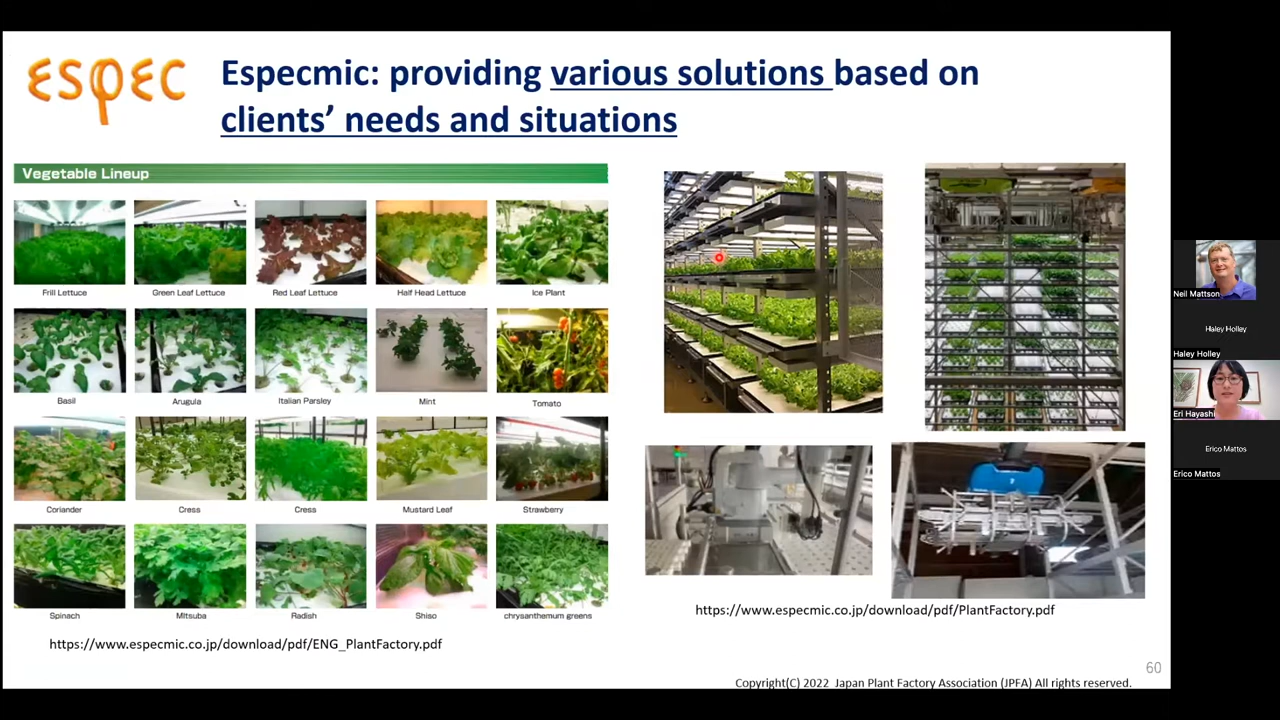 ESPEC
Especmic: providing various solutions based on
clients’ needs and situations
Vegetable Lineup
Frill Lettuce
Green Leaf Lettuce
Red Leaf Lettuce
Half Head Lettuce
Ice Plant
Basil
Arugula
Italian Parsley
Mint
Tomato
Coriander
Cress
Cress
Mustard Leaf
Strawberry
Spinach
Mitsuba
Radish
Shiso
chrysanthemum greens
https://www.especmic.co.jp/download/pdf/ENG_PlantFactory.pdf
https://www.especmic.co.jp/download/pdf/PlantFactory.pdf
60
Copyright(C) 2022 Japan Plant Factory Association (JPFA) All rights reserved.
Neil Mattson
Haley Holley
Haley Holley
Eri Hayashi
Erico Mattos
Erico Mattos